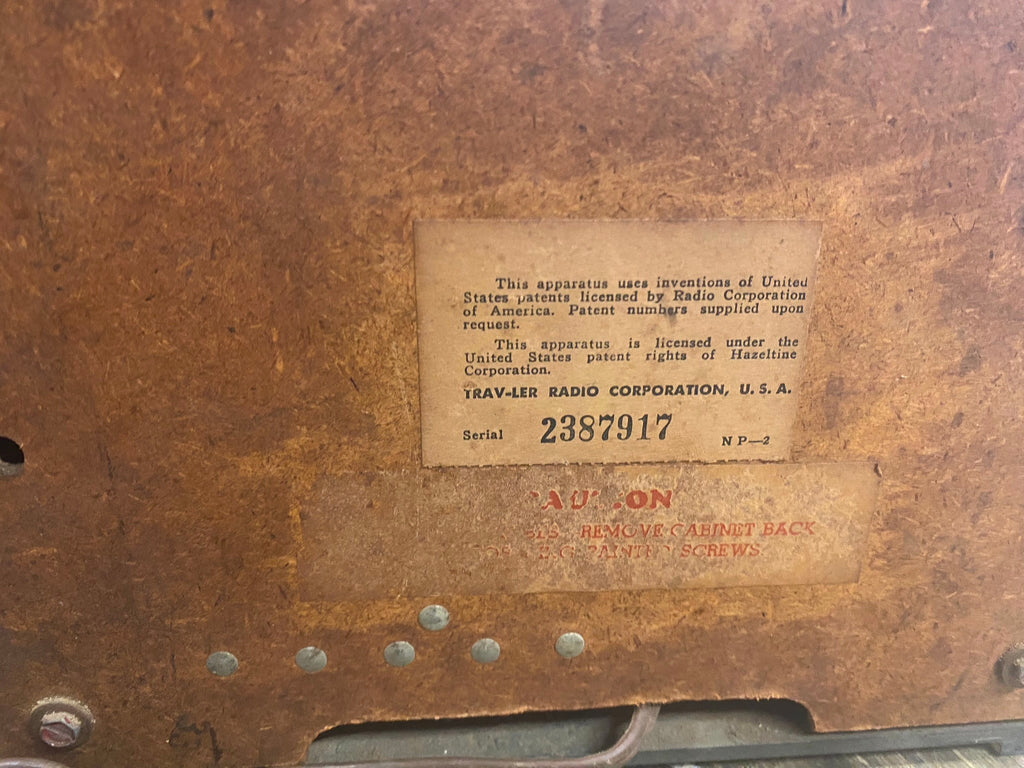 This apparatus uses inventions of United
States patents licensed by Radio Corporation
of America. Patent numbers supplied upon
request.
This apparatus is licensed under the
United States patent rights of Hazeltine
Corporation.
TRAV-LER RADIO CORPORATION, U. S. A.
Serial 2387917 NP—2
REMOVE CABINET BACK
SCREWS.